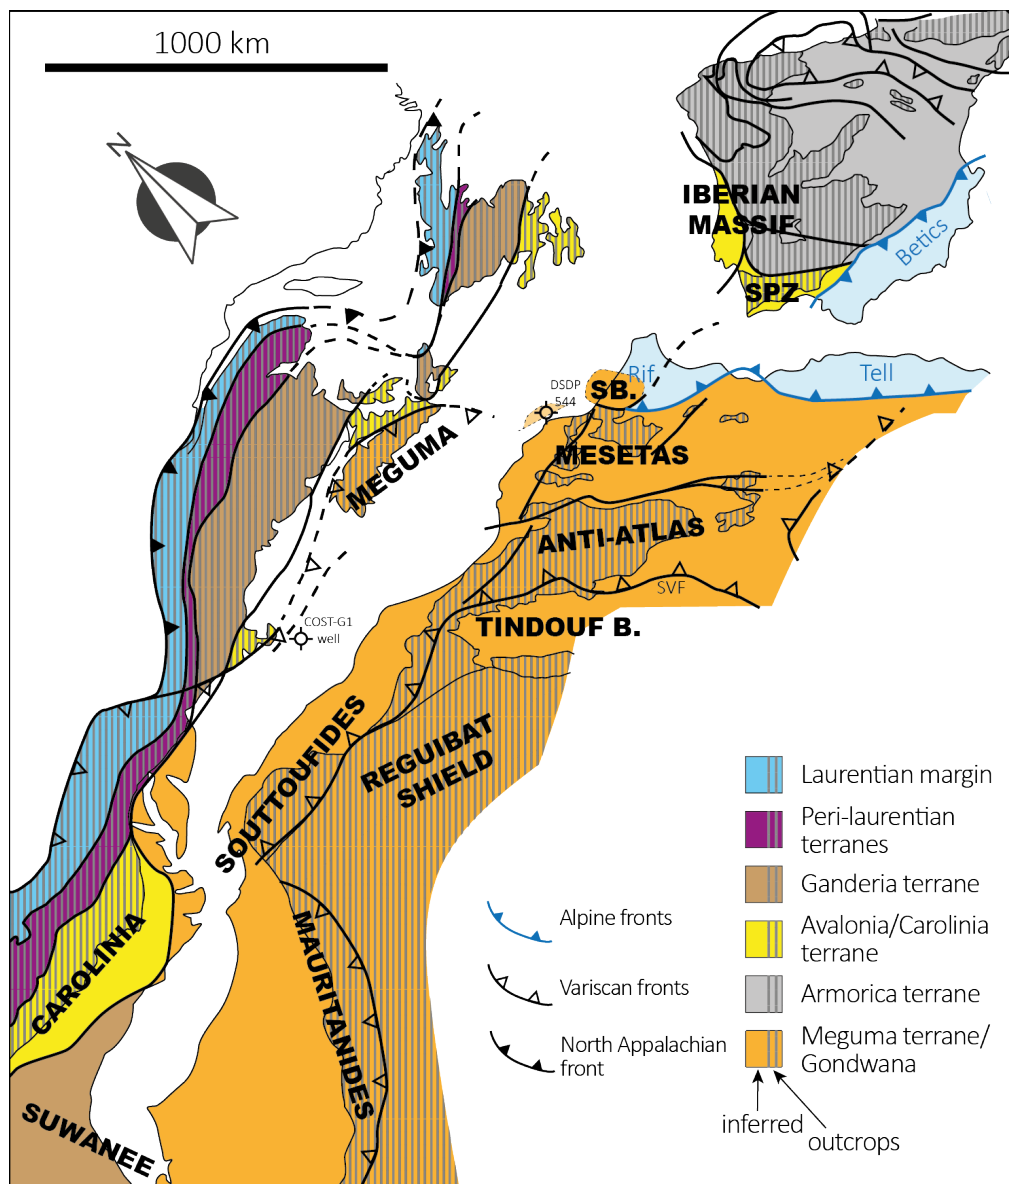 1000 km
N
IBERIAN
MASSIF
Betics
SPZ
Rif
Tell
DSDP
544
SB.
MESETAS
MEGUMA
ANTI-ATLAS
SVF
COST-G1
well
TINDOUF B.
SOUTTOUFIDES
REGUIBAT
SHIELD
MAURITANIDES
CAROLINIA
SUWANEE
Alpine fronts
Variscan fronts
North Appalachian
front
Laurentian margin
Peri-laurentian
terranes
Ganderia terrane
Avalonia/Carolinia
terrane
Armorica terrane
Meguma terrane/
Gondwana
inferred
outcrops